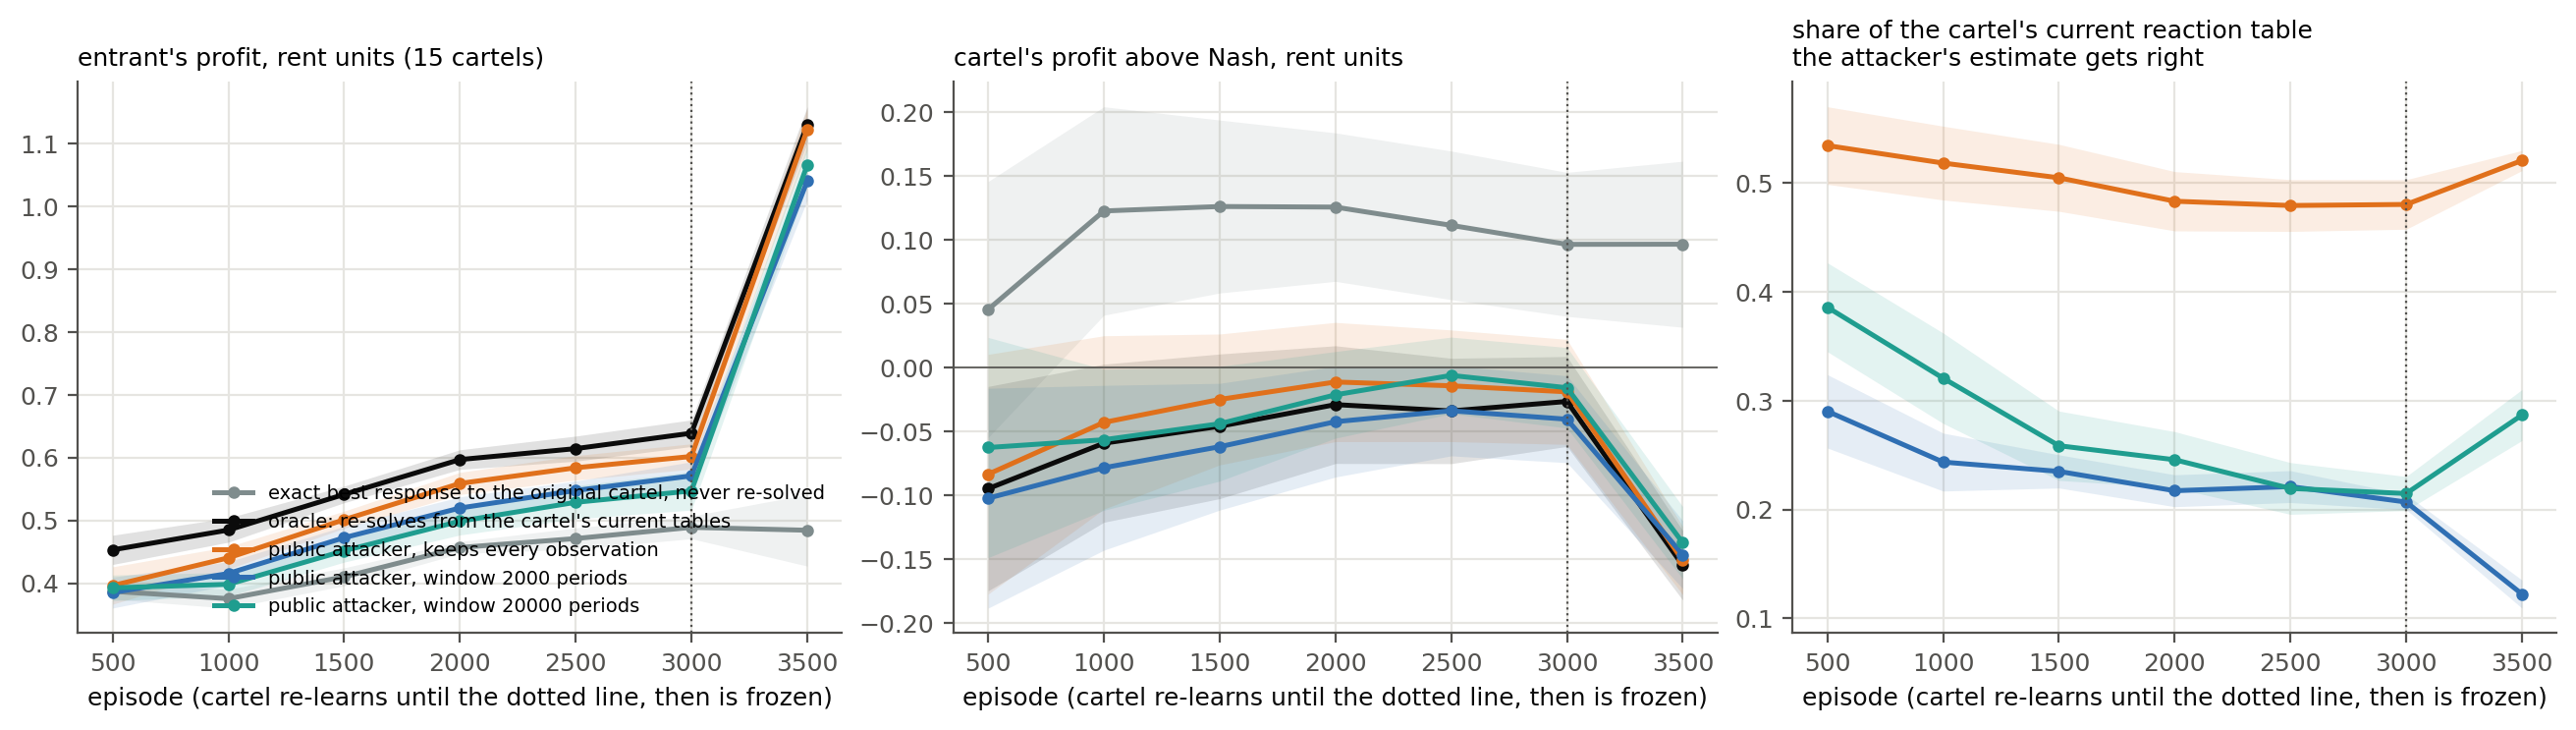 entrant's profit, rent units (15 cartels)
1.1
1.0
0.9
0.8
0.7
0.6
0.5
0.4
exact best response to the original cartel, never re-solved
oracle: re-solves from the cartel's current tables
public attacker, keeps every observation
public attacker, window 2000 periods
public attacker, window 20000 periods
500 1000 1500 2000 2500 3000 3500
episode (cartel re-learns until the dotted line, then is frozen)
cartel's profit above Nash, rent units
0.20
0.15
0.10
0.05
0.00
−0.05
−0.10
−0.15
−0.20
500 1000 1500 2000 2500 3000 3500
episode (cartel re-learns until the dotted line, then is frozen)
share of the cartel's current reaction table
the attacker's estimate gets right
0.5
0.4
0.3
0.2
0.1
500 1000 1500 2000 2500 3000 3500
episode (cartel re-learns until the dotted line, then is frozen)